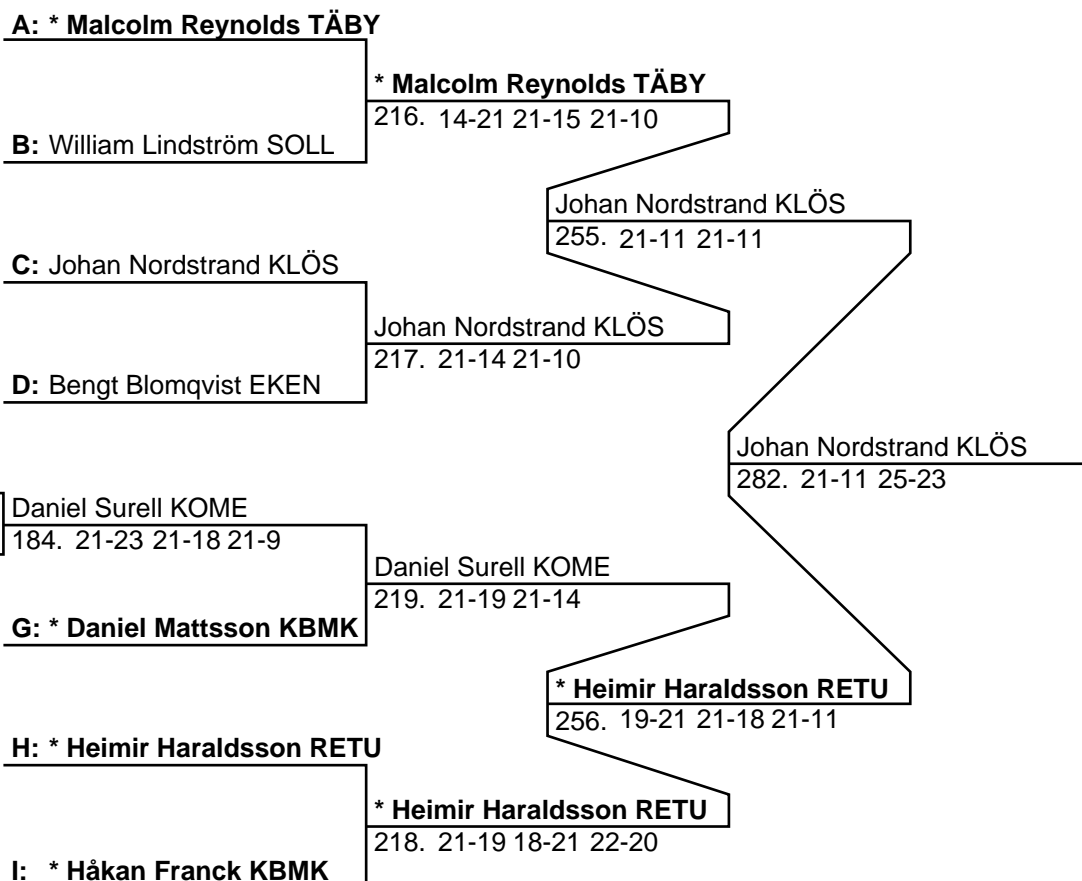 A: * Malcolm Reynolds TÄBY
* Malcolm Reynolds TÄBY
216. 14-21 21-15 21-10
B: William Lindström SOLL
Johan Nordstrand KLÖS
255. 21-11 21-11
C: Johan Nordstrand KLÖS
Johan Nordstrand KLÖS
217. 21-14 21-10
D: Bengt Blomqvist EKEN
Johan Nordstrand KLÖS
282. 21-11 25-23
Daniel Surell KOME
184. 21-23 21-18 21-9
Daniel Surell KOME
219. 21-19 21-14
G: * Daniel Mattsson KBMK
* Heimir Haraldsson RETU
256. 19-21 21-18 21-11
H: * Heimir Haraldsson RETU
* Heimir Haraldsson RETU
218. 21-19 18-21 22-20
I: * Håkan Franck KBMK